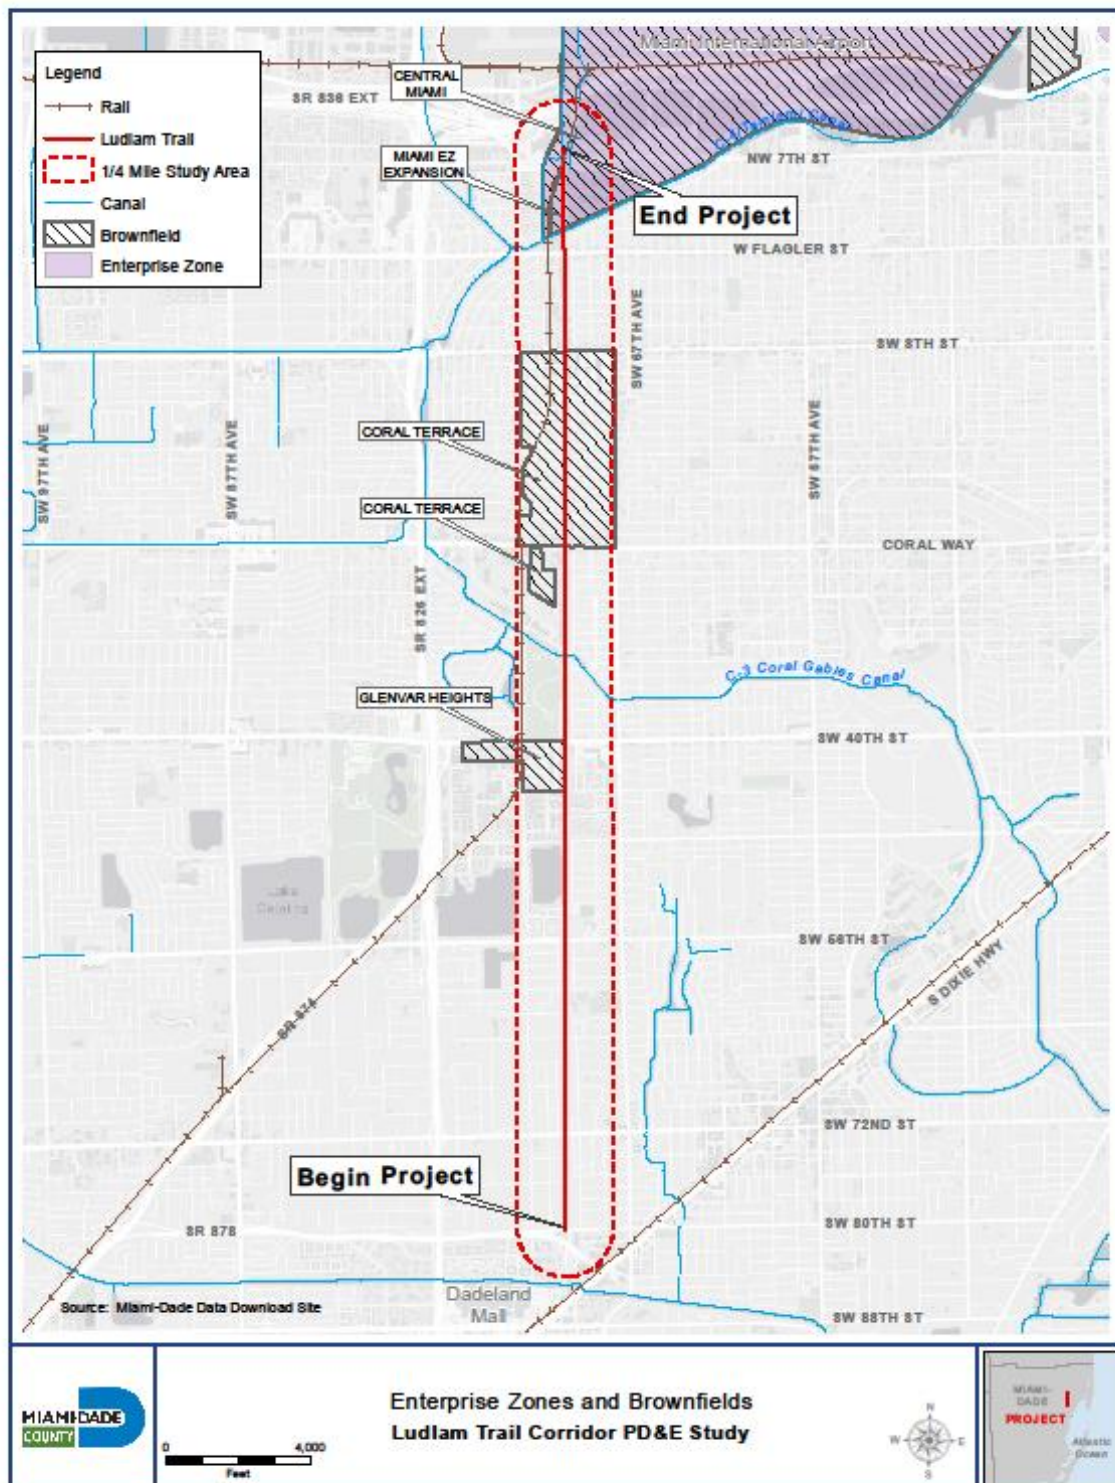 Miami International Airport
Legend
Rail
Ludlam Trail
1/4 Mile Study Area
Canal
Brownfield
Enterprise Zone
SR 836 EXT
CENTRAL
MIAMI
MIAMI EZ
EXPANSION
NW 7TH ST
End Project
W FLAGLER ST
SW 67TH AVE
SW 8TH ST
CORAL TERRACE
SW 97TH AVE
SW 87TH AVE
SW 57TH AVE
CORAL TERRACE
CORAL WAY
SR 826 EXT
C-3 Coral Gables Canal
GLENVAR HEIGHTS
SW 40TH ST
Lake
SW 56TH ST
S DIXIE HWY
SR 874
SW 72ND ST
Begin Project
SR 878
SW 80TH ST
Dadeland
Mall
Source: Miami-Dade Data Download Site
SW 88TH ST
MIAMI-DADE
COUNTY
Enterprise Zones and Brownfields
Ludlam Trail Corridor PD&E Study
0 4,000
Feet
N
W E
S
MIAMI-
DADE
PROJECT
Atlantic
Ocean